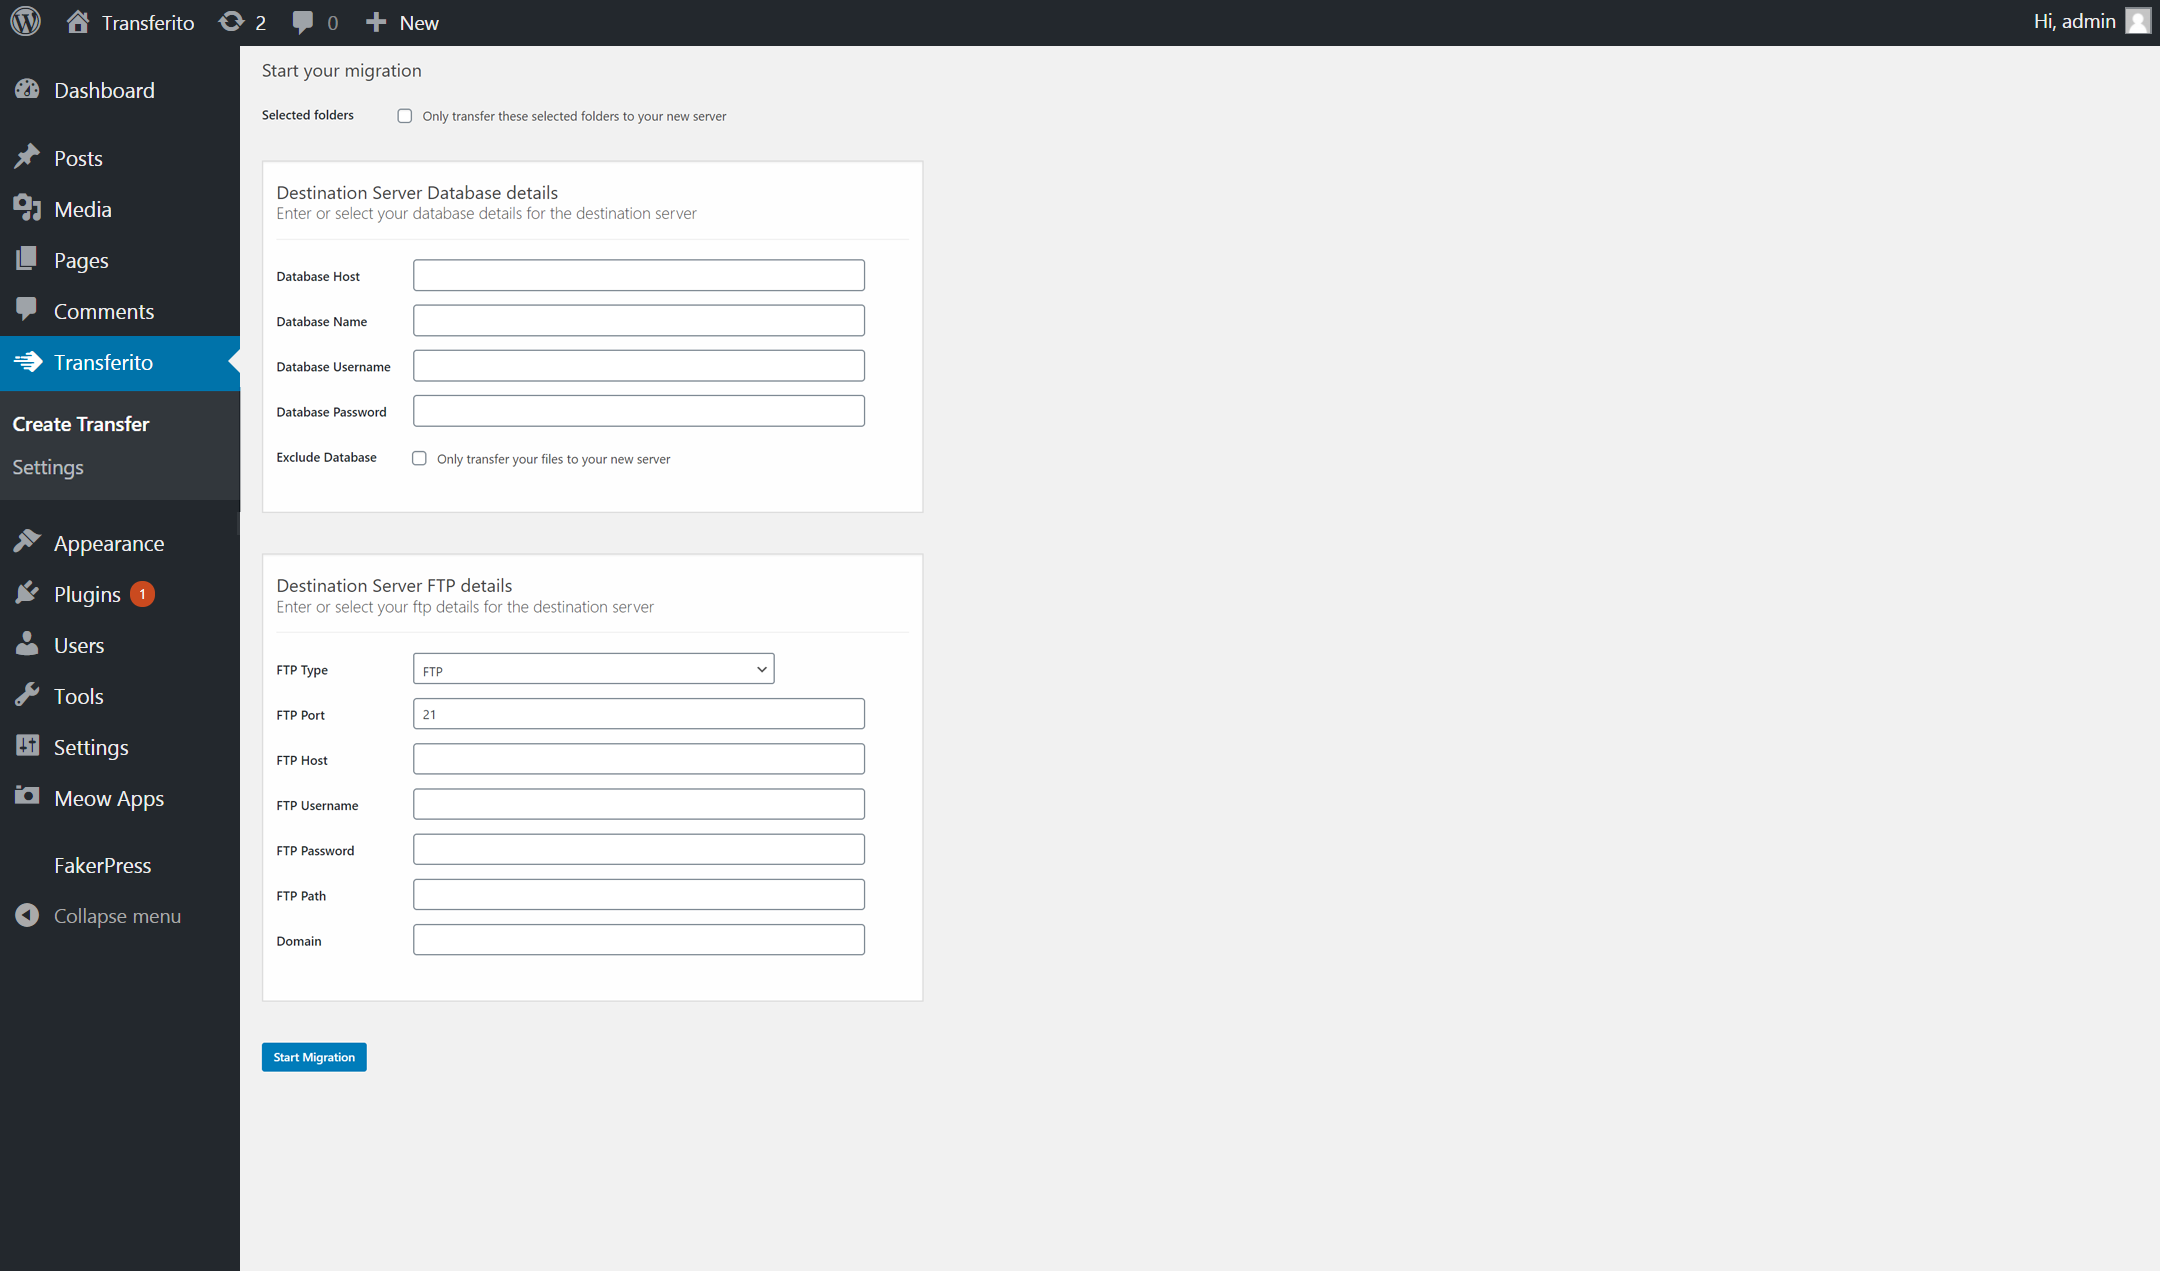 Transferito 2 0 New Hi, admin
Dashboard
Posts
Media
Pages
Comments
Transferito
Create Transfer
Settings
Appearance
Plugins 1
Users
Tools
Settings
Meow Apps
FakerPress
Collapse menu
Start your migration
Selected folders Only transfer these selected folders to your new server
Destination Server Database details
Enter or select your database details for the destination server
Database Host
Database Name
Database Username
Database Password
Exclude Database Only transfer your files to your new server
Destination Server FTP details
Enter or select your ftp details for the destination server
FTP Type FTP
FTP Port 21
FTP Host
FTP Username
FTP Password
FTP Path
Domain
Start Migration